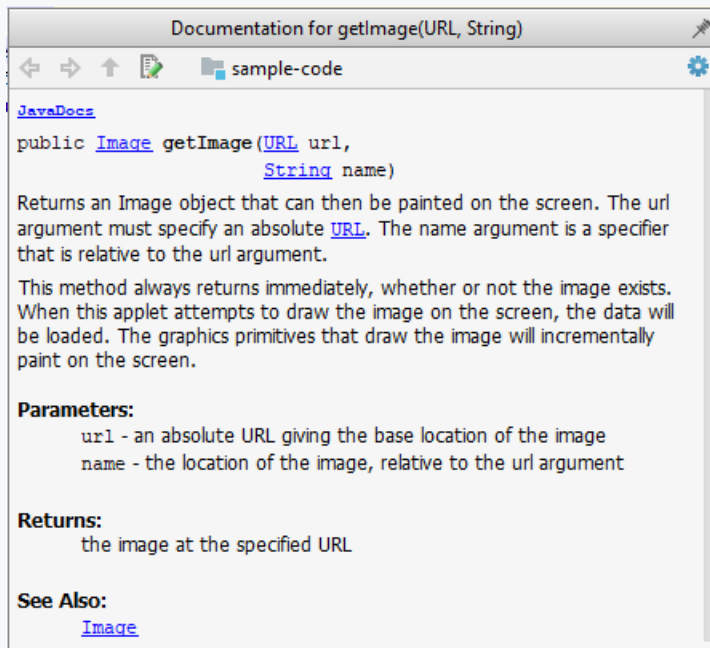 Documentation for getImage(URL, String)
sample-code
JavaDocs
public Image getImage(URL url,
String name)
Returns an Image object that can then be painted on the screen. The url
argument must specify an absolute URL. The name argument is a specifier
that is relative to the url argument.
This method always returns immediately, whether or not the image exists.
When this applet attempts to draw the image on the screen, the data will
be loaded. The graphics primitives that draw the image will incrementally
paint on the screen.
Parameters:
url - an absolute URL giving the base location of the image
name - the location of the image, relative to the url argument
Returns:
the image at the specified URL
See Also:
Image